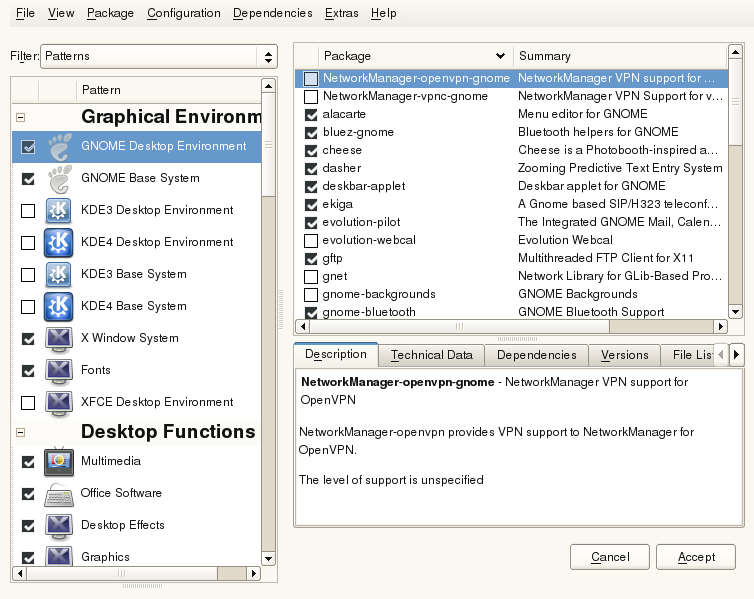 File View Package Configuration Dependencies Extras Help
Filter: Patterns
Pattern
Graphical Environm
GNOME Desktop Environment
GNOME Base System
KDE3 Desktop Environment
KDE4 Desktop Environment
KDE3 Base System
KDE4 Base System
X Window System
Fonts
XFCE Desktop Environment
Desktop Functions
Multimedia
Office Software
Desktop Effects
Graphics
Package Summary
NetworkManager-openvpn-gnome NetworkManager VPN support for ...
NetworkManager-vpnc-gnome NetworkManager VPN Support for v...
alacarte Menu editor for GNOME
bluez-gnome Bluetooth helpers for GNOME
cheese Cheese is a Photobooth-inspired a...
dasher Zooming Predictive Text Entry System
deskbar-applet Deskbar applet for GNOME
ekiga A Gnome based SIP/H323 teleconf...
evolution-pilot The Integrated GNOME Mail, Calen...
evolution-webcal Evolution Webcal
gftp Multithreaded FTP Client for X11
gnet Network Library for GLib-Based Pro...
gnome-backgrounds GNOME Backgrounds
gnome-bluetooth GNOME Bluetooth Support
Description Technical Data Dependencies Versions File List
NetworkManager-openvpn-gnome - NetworkManager VPN support for
OpenVPN
NetworkManager-openvpn provides VPN support to NetworkManager for
OpenVPN.
The level of support is unspecified
Cancel Accept